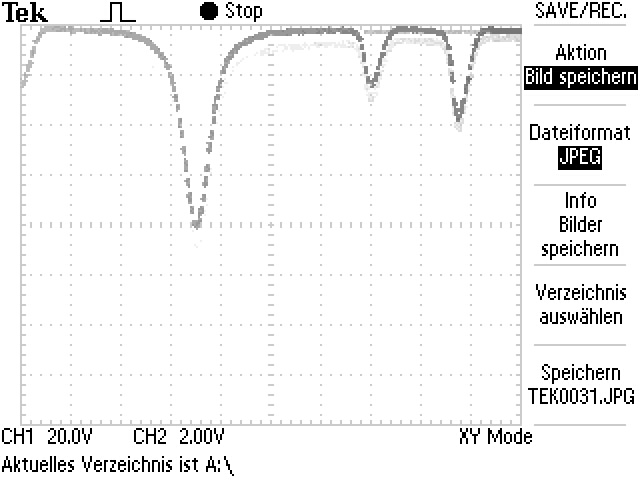 Tek
Stop
SAVE/REC.
Aktion
Bild speichern
Dateiformat
JPEG
Info
Bilder
speichern
Verzeichnis
auswählen
Speichern
TEK0031.JPG
CH1 20.0V CH2 2.00V XY Mode
Aktuelles Verzeichnis ist A:\